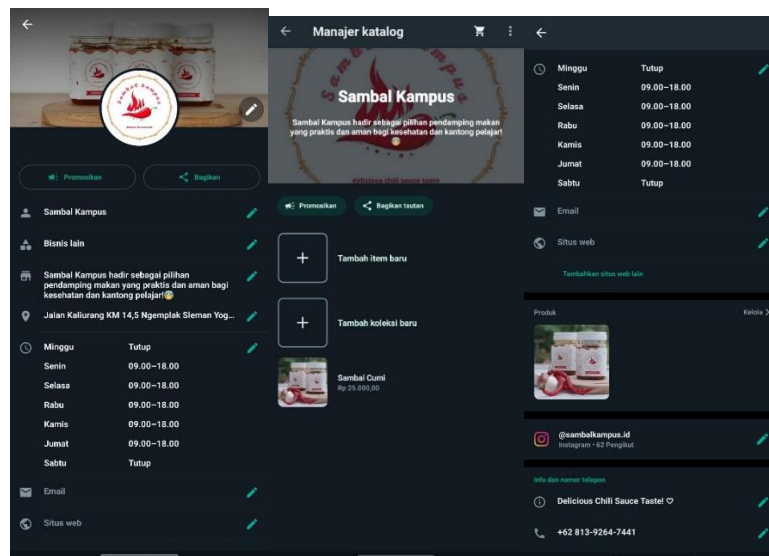 Sambal Kampus
Promosikan
Bagikan
Sambal Kampus
Bisnis lain
Sambal Kampus hadir sebagai pilihan
pendamping makan yang praktis dan aman bagi
kesehatan dan kantong pelajar!
Jalan Kaliurang KM 14,5 Ngemplak Sleman Yog...
Minggu Tutup
Senin 09.00–18.00
Selasa 09.00–18.00
Rabu 09.00–18.00
Kamis 09.00–18.00
Jumat 09.00–18.00
Sabtu Tutup
Email
Situs web
Manajer katalog
Sambal Kampus
Sambal Kampus hadir sebagai pilihan pendamping makan
yang praktis dan aman bagi kesehatan dan kantong pelajar!
delicious chili sauce taste
Promosikan
Bagikan tautan
Tambah item baru
Tambah koleksi baru
Sambal Cumi
Rp 25.000,00
Minggu Tutup
Senin 09.00–18.00
Selasa 09.00–18.00
Rabu 09.00–18.00
Kamis 09.00–18.00
Jumat 09.00–18.00
Sabtu Tutup
Email
Situs web
Tambahkan situs web lain
Produk Kelola
@sambalkampus.id
Instagram • 62 Pengikut
Info dan nomor telepon
Delicious Chili Sauce Taste! ♡
+62 813-9264-7441